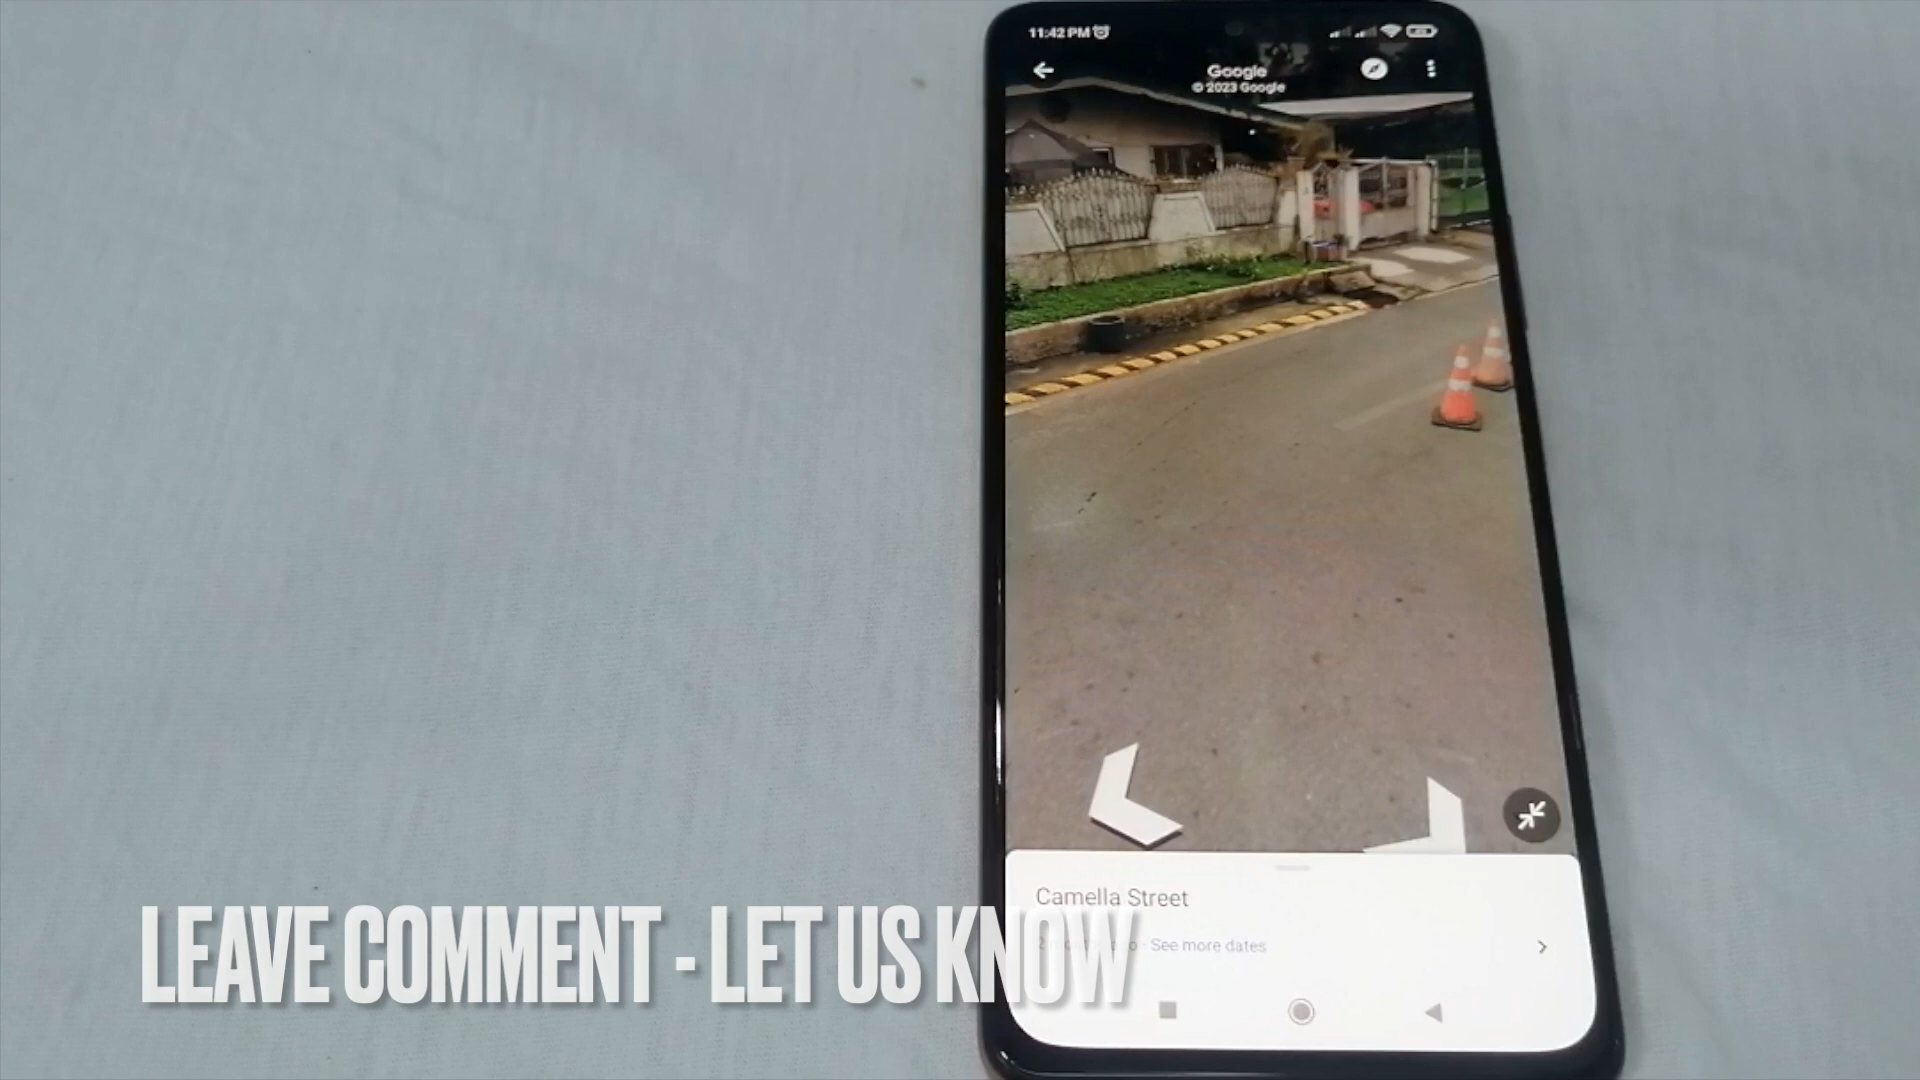 11:42 PM
Google
© 2023 Google
Camella Street
See more dates
LEAVE COMMENT - LET US KNOW